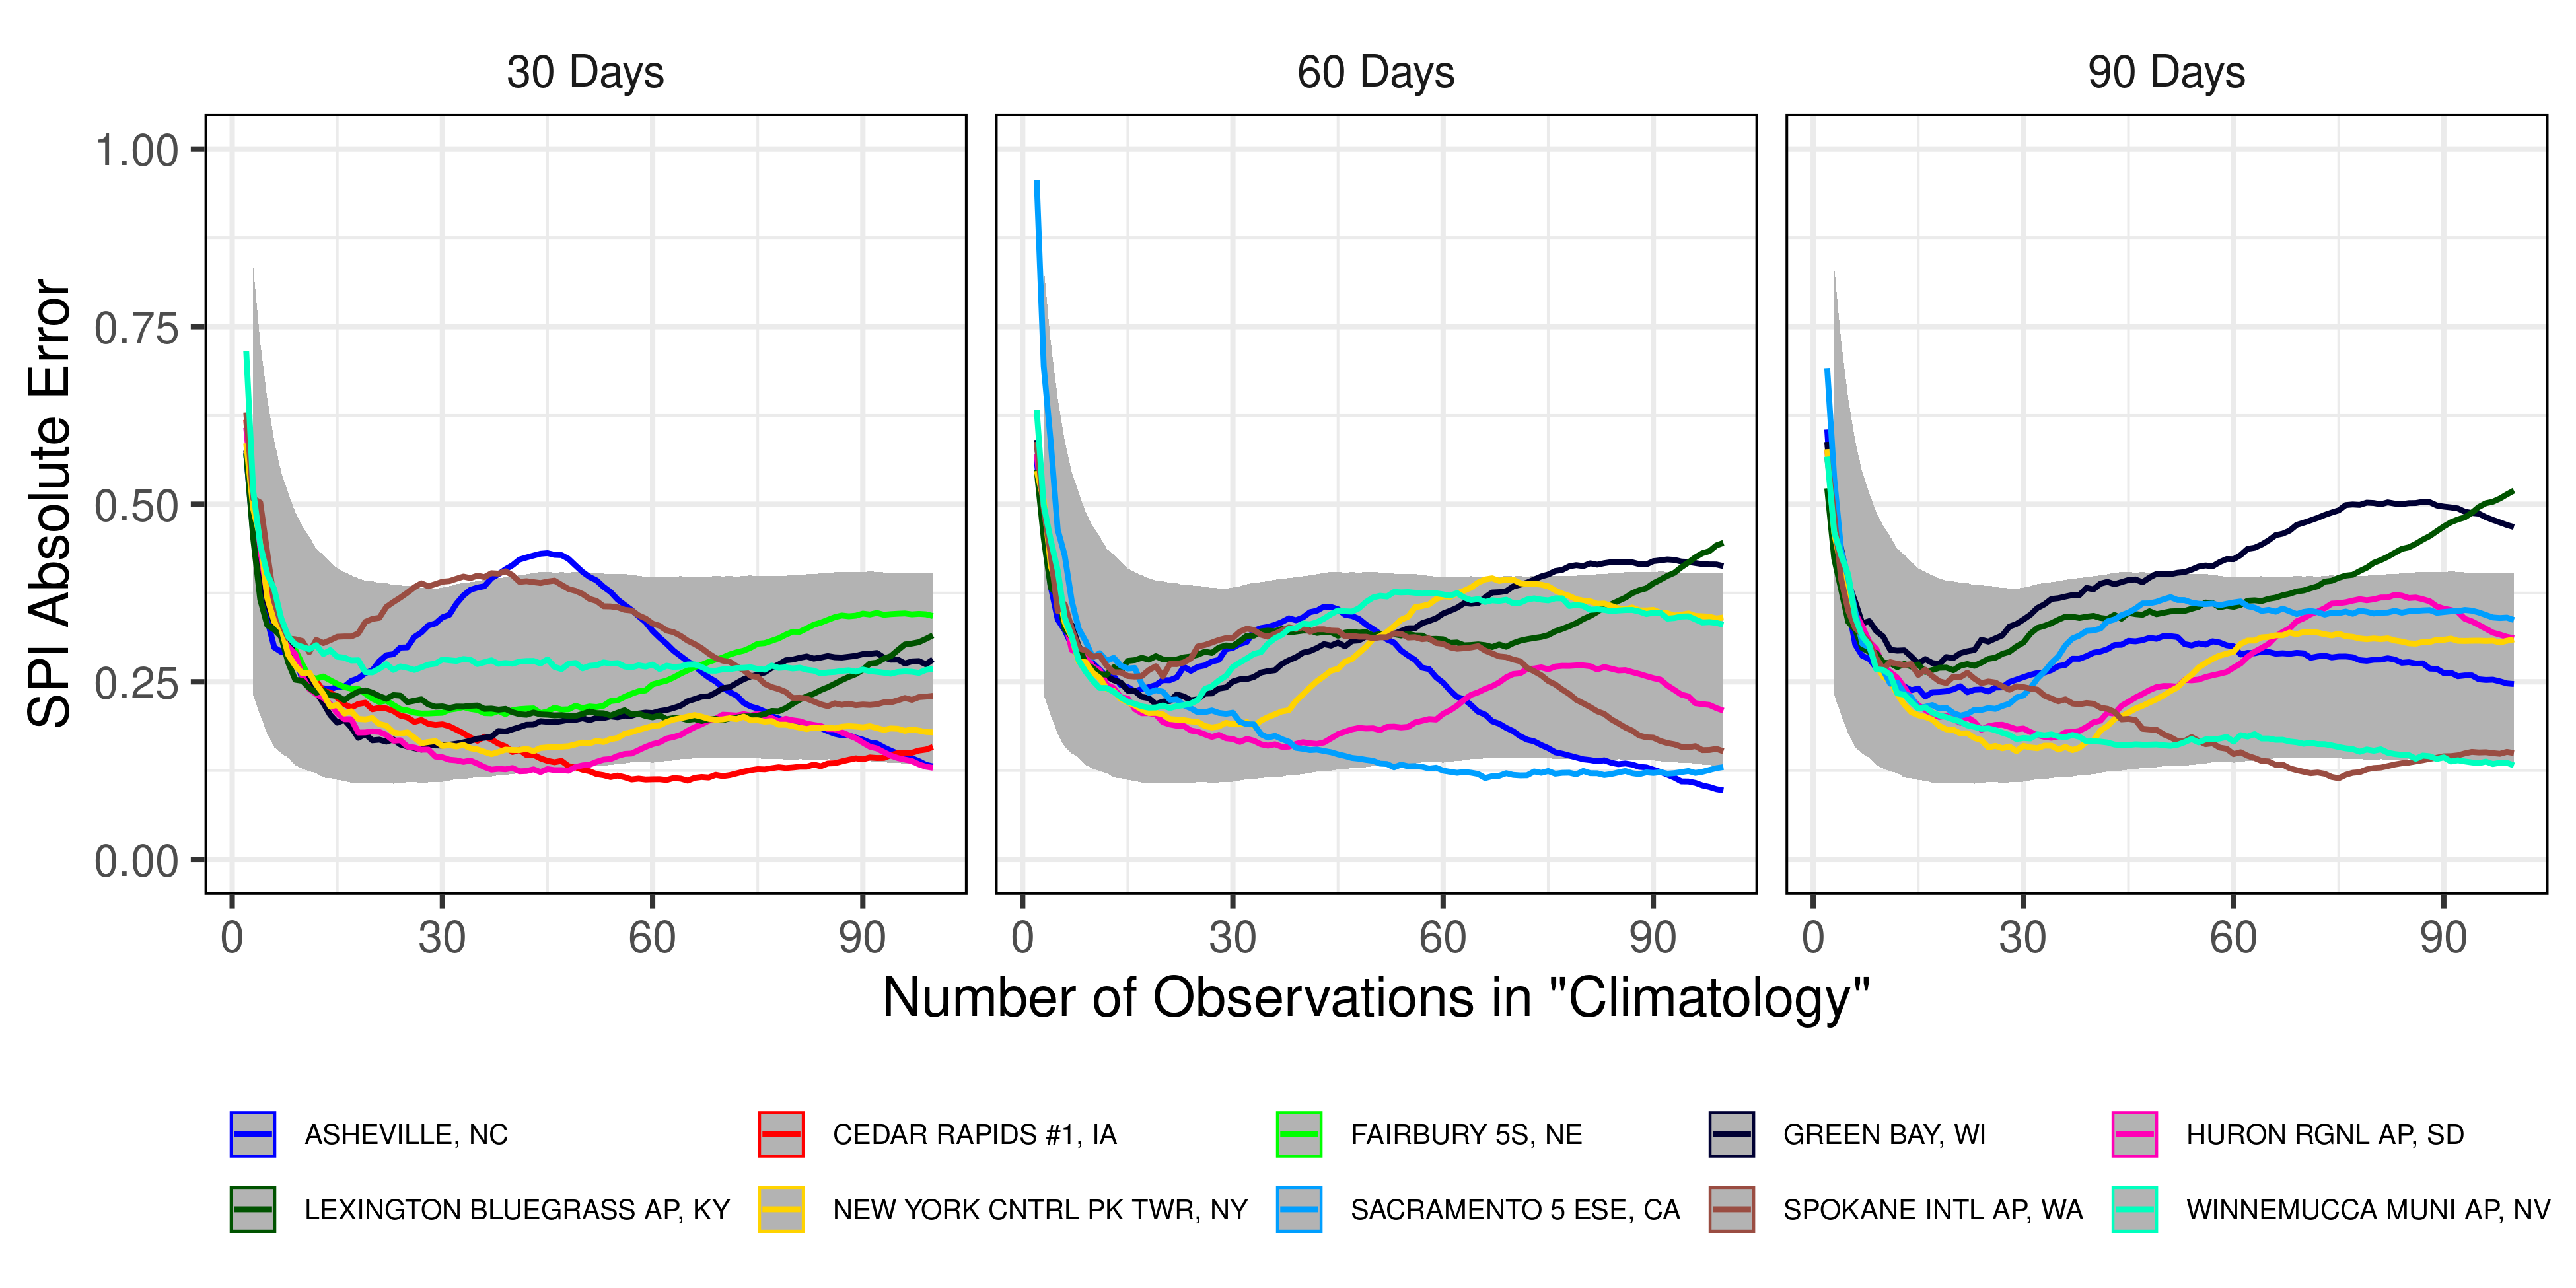 30 Days 60 Days 90 Days
SPI Absolute Error
1.00
0.75
0.50
0.25
0.00
0 30 60 90 0 30 60 90 0 30 60 90
Number of Observations in "Climatology"
ASHEVILLE, NC CEDAR RAPIDS #1, IA FAIRBURY 5S, NE GREEN BAY, WI HURON RGNL AP, SD
LEXINGTON BLUEGRASS AP, KY NEW YORK CNTRL PK TWR, NY SACRAMENTO 5 ESE, CA SPOKANE INTL AP, WA WINNEMUCCA MUNI AP, NV